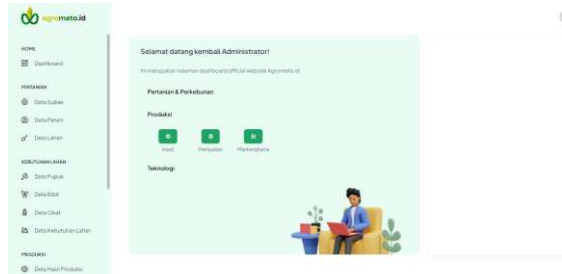 agrometa.id
HOME
Dashboard
PERTANIAN
Data Subak
Data Petani
Data Lahan
KEBUTUHAN LAHAN
Data Pupuk
Data Bibit
Data Obat
Data Kebutuhan Lahan
PRODUKSI
Data Hasil Produksi
Selamat datang kembali Administrator!
Ini merupakan halaman dashboard official website Agrometa.id
Pertanian & Perkebunan
Produksi
Hasil
Penjualan
Marketplace
Teknologi